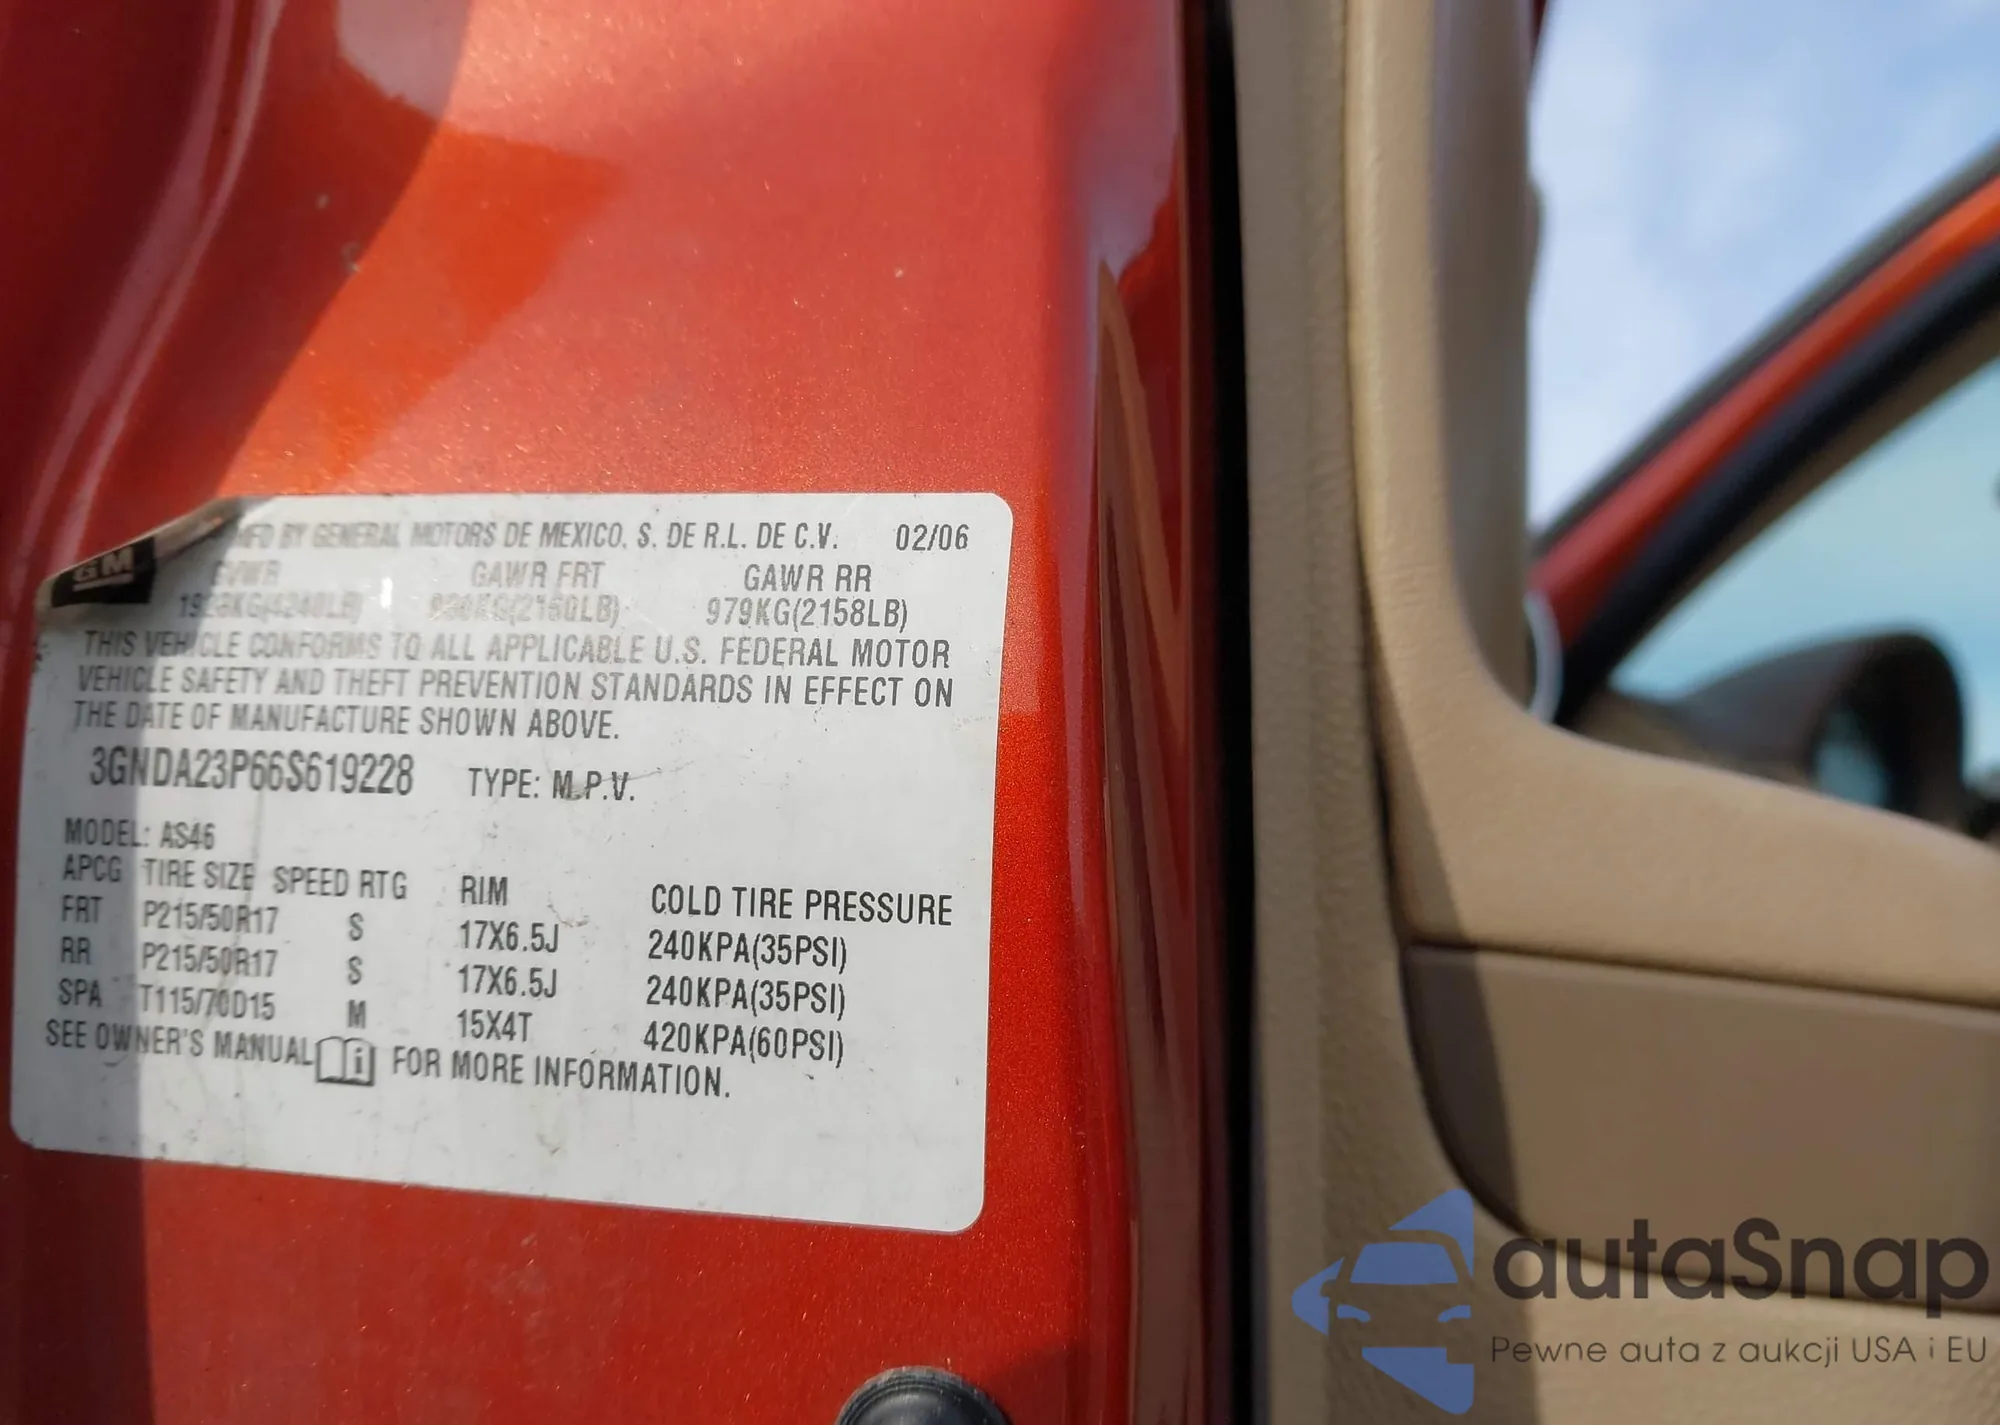 GM
MFD BY GENERAL MOTORS DE MEXICO, S. DE R.L. DE C.V. 02/06
GVWR GAWR FRT GAWR RR
979KG(2158LB)
THIS VEHICLE CONFORMS TO ALL APPLICABLE U.S. FEDERAL MOTOR
VEHICLE SAFETY AND THEFT PREVENTION STANDARDS IN EFFECT ON
THE DATE OF MANUFACTURE SHOWN ABOVE.
3GNDA23P66S619228 TYPE: M.P.V.
MODEL: AS46
APCG TIRE SIZE SPEED RTG RIM COLD TIRE PRESSURE
FRT P215/50R17 S 17X6.5J 240KPA(35PSI)
RR P215/50R17 S 17X6.5J 240KPA(35PSI)
SPA T115/70D15 M 15X4T 420KPA(60PSI)
SEE OWNER'S MANUAL FOR MORE INFORMATION.
autaSnap
Pewne auta z aukcji USA i EU